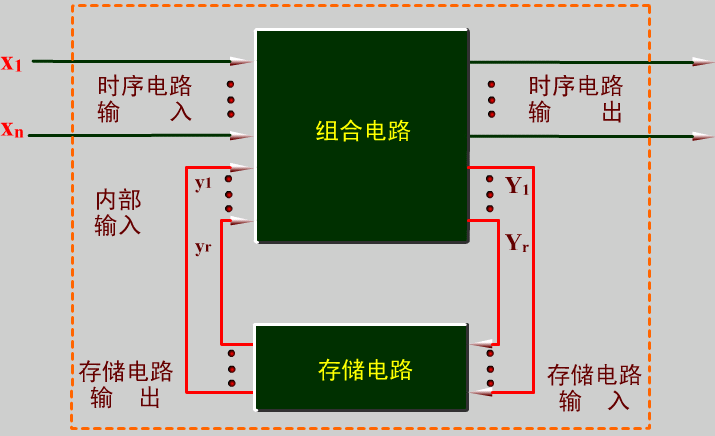 x1
时序电路
输 入
xn
组合电路
时序电路
输 出
内部
输入
y1
yr
Y1
Yr
存储电路
存储电路
输 出
存储电路
输 入